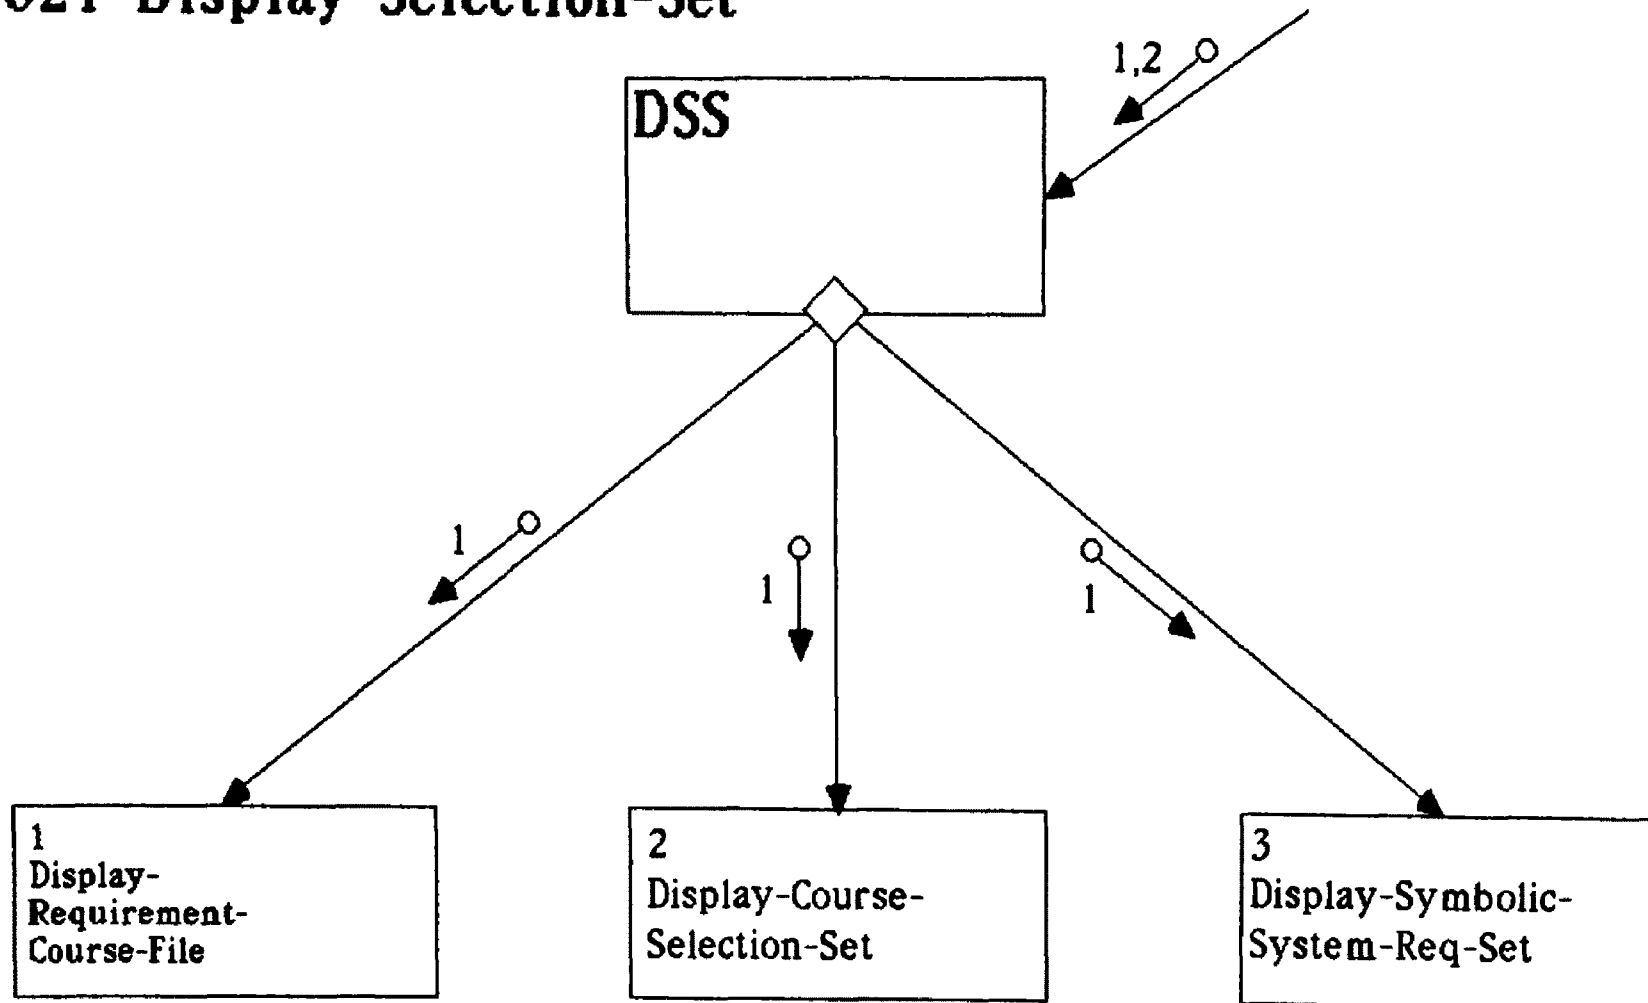 Display Selection-Set
1,2
DSS
1
1
1
1
Display-
Requirement-
Course-File
2
Display-Course-
Selection-Set
3
Display-Symbolic-
System-Req-Set